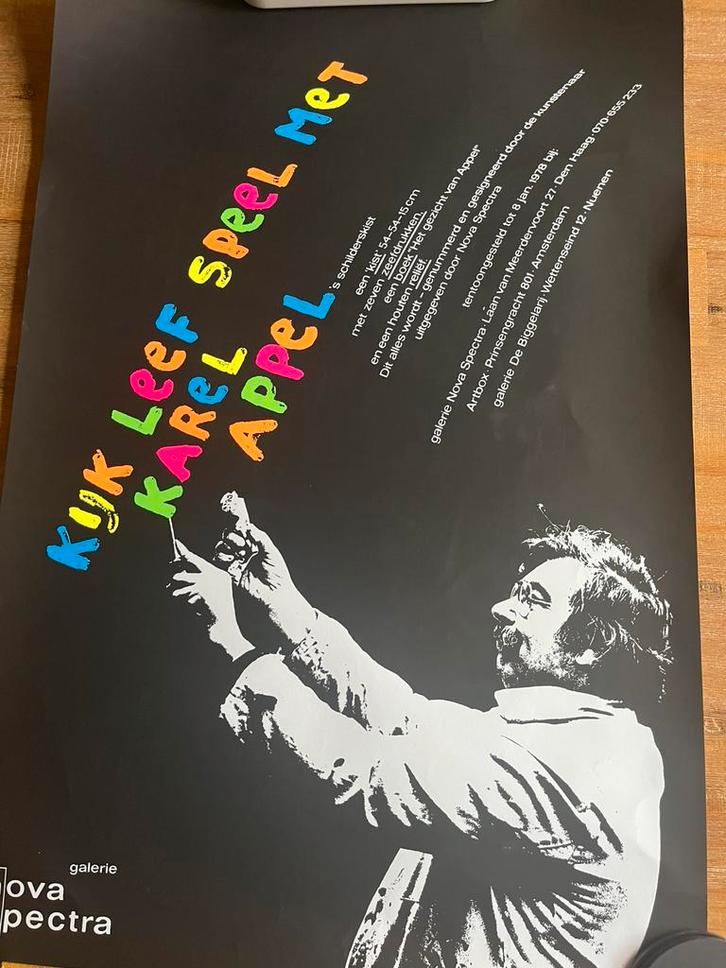 KIJK LEEF SPEEL MET
KAREL
APPEL
's schilderskist
een 'kist' 54-54-15 cm
met zeven zeefdrukken,
een boek 'Het gezicht van Appel'
en een houten reliëf.
Dit alles wordt - genummerd en gesigneerd door de kunstenaar
uitgegeven door Nova Spectra
tentoongesteld tot 8 jan. 1978 bij:
galerie Nova Spectra · Laan van Meerdervoort 27 · Den Haag · 070-655 233
Artbox · Prinsengracht 801 · Amsterdam
galerie De Biggelarij · Wettenseind 12 · Nuenen
galerie
ova
pectra